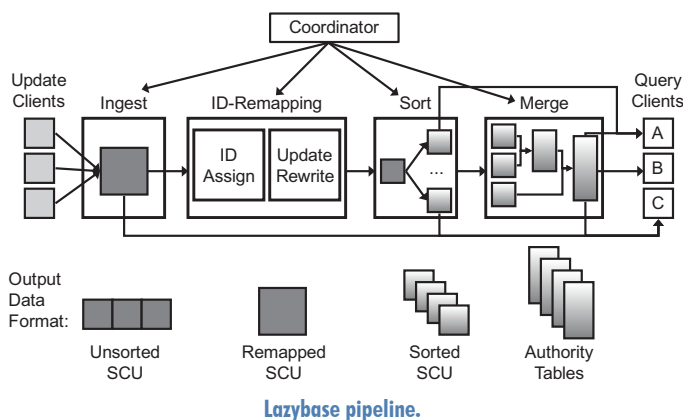 Coordinator
Update
Clients
Ingest
ID-Remapping
Sort
Merge
Query
Clients
ID
Assign
Update
Rewrite
...
A
B
C
Output
Data
Format:
Unsorted
SCU
Remapped
SCU
Sorted
SCU
Authority
Tables
Lazybase pipeline.